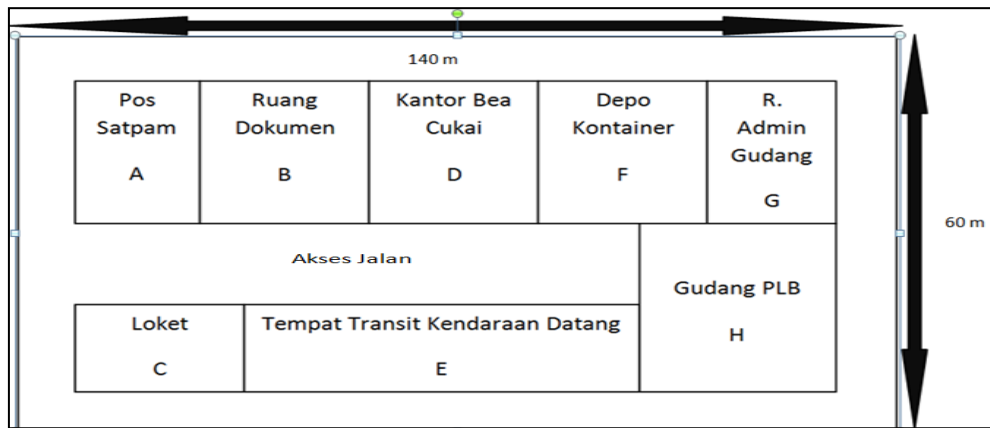 140 m
Pos
Satpam
A
Ruang
Dokumen
B
Kantor Bea
Cukai
D
Depo
Kontainer
F
R.
Admin
Gudang
G
60 m
Akses Jalan
Gudang PLB
H
Loket
C
Tempat Transit Kendaraan Datang
E